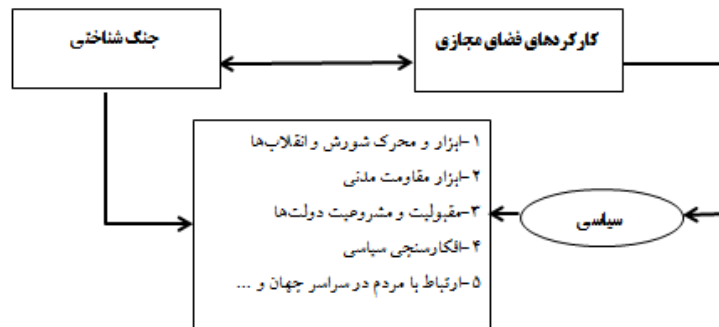 کارکردهای فضای مجازی
جنگ شناختی
۱-ابزار و محرک شورش و انقلاب‌ها
۲-ابزار مقاومت مدنی
۳-مقبولیت و مشروعیت دولت‌ها
۴-افکارسنجی سیاسی
۵-ارتباط با مردم در سراسر جهان و ...
سیاسی